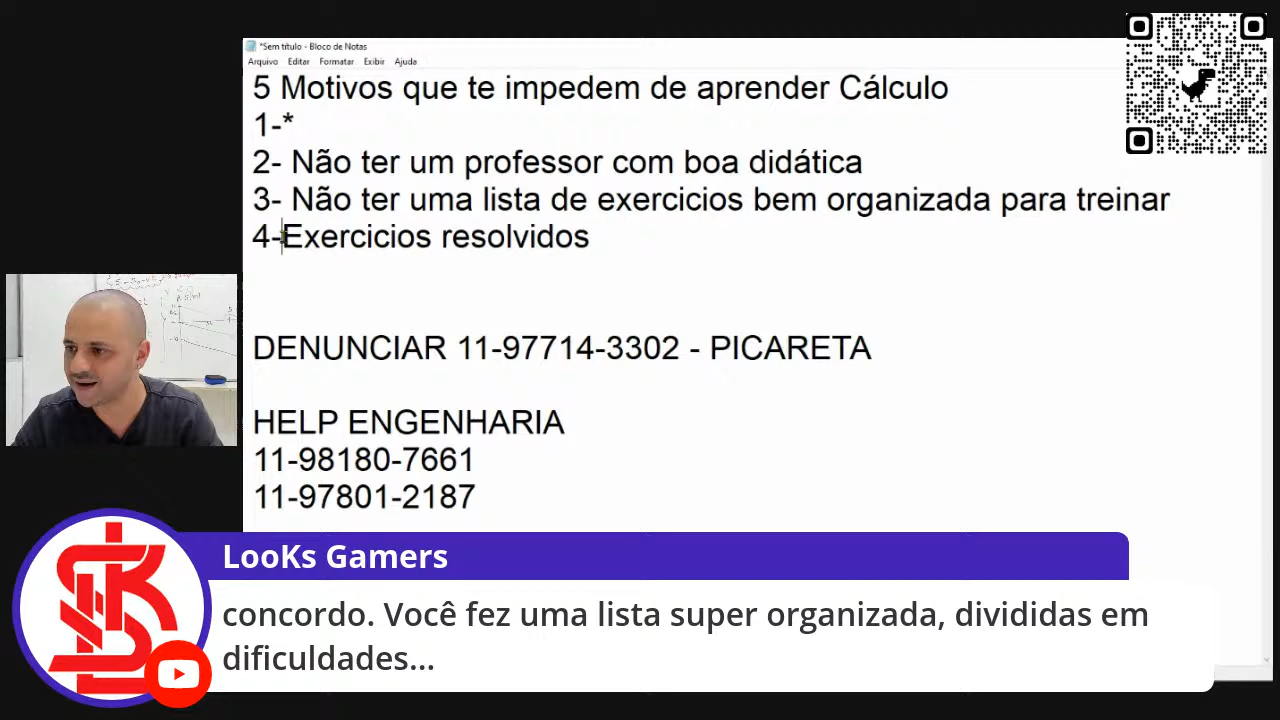 *Sem título - Bloco de Notas
Arquivo Editar Formatar Exibir Ajuda
5 Motivos que te impedem de aprender Cálculo
1-*
2- Não ter um professor com boa didática
3- Não ter uma lista de exercicios bem organizada para treinar
4-Exercicios resolvidos
DENUNCIAR 11-97714-3302 - PICARETA
HELP ENGENHARIA
11-98180-7661
11-97801-2187
LooKs Gamers
concordo. Você fez uma lista super organizada, divididas em
dificuldades...